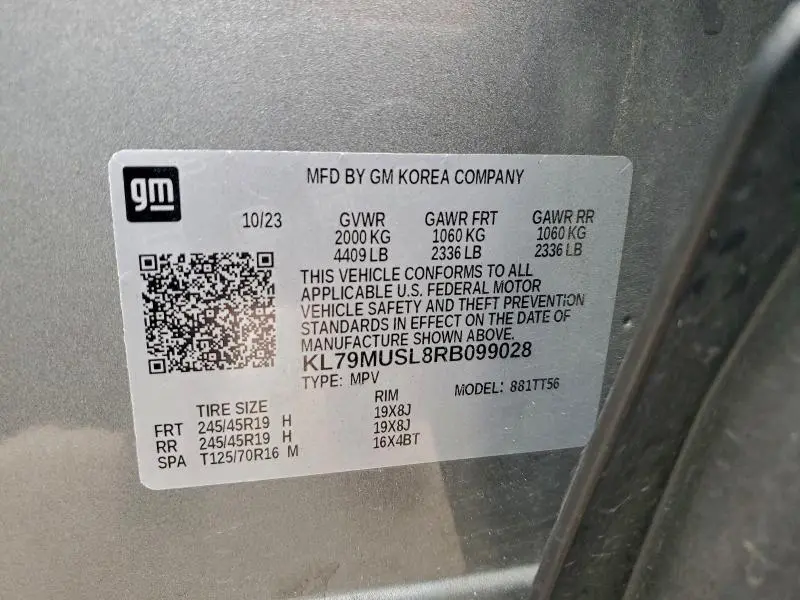 gm
MFD BY GM KOREA COMPANY
10/23 GVWR GAWR FRT GAWR RR
2000 KG 1060 KG 1060 KG
4409 LB 2336 LB 2336 LB
THIS VEHICLE CONFORMS TO ALL
APPLICABLE U.S. FEDERAL MOTOR
VEHICLE SAFETY AND THEFT PREVENTION
STANDARDS IN EFFECT ON THE DATE OF
MANUFACTURE SHOWN ABOVE.
KL79MUSL8RB099028
TYPE: MPV MODEL: 881TT56
TIRE SIZE RIM
FRT 245/45R19 H 19X8J
RR 245/45R19 H 19X8J
SPA T125/70R16 M 16X4BT